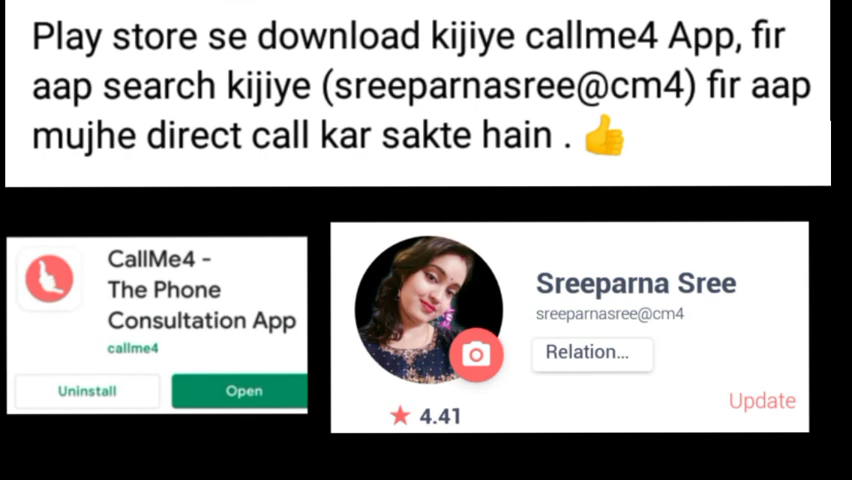 Play store se download kijiye callme4 App, fir
aap search kijiye (sreeparnasree@cm4) fir aap
mujhe direct call kar sakte hain . 👍
CallMe4 -
The Phone
Consultation App
callme4
Uninstall
Open
Sreeparna Sree
sreeparnasree@cm4
Relation...
Update
4.41